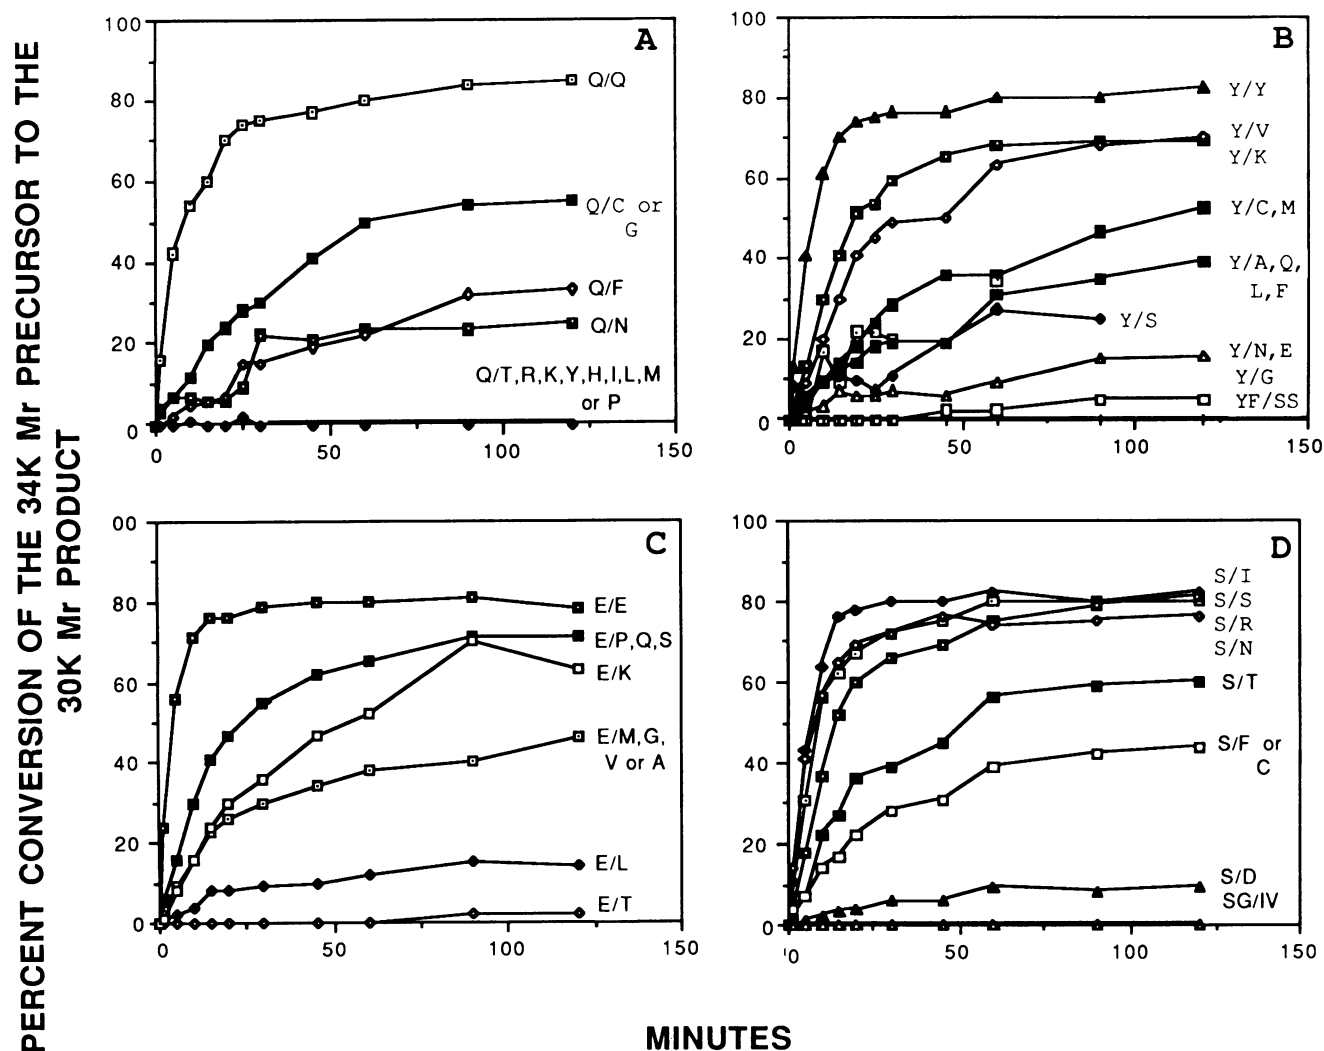 PERCENT CONVERSION OF THE 34K Mr PRECURSOR TO THE
30K Mr PRODUCT
A
100
80
60
40
20
0
0
50
100
150
Q/Q
Q/C or
G
Q/F
Q/N
Q/T,R,K,Y,H,I,L,M
or P
B
100
80
60
40
20
0
0
50
100
150
Y/Y
Y/V
Y/K
Y/C,M
Y/A,Q,
L,F
Y/S
Y/N,E
Y/G
YF/SS
C
00
80
60
40
20
0
0
50
100
150
E/E
E/P,Q,S
E/K
E/M,G,
V or A
E/L
E/T
D
100
80
60
40
20
0
0
50
100
150
S/I
S/S
S/R
S/N
S/T
S/F or
C
S/D
SG/IV
MINUTES